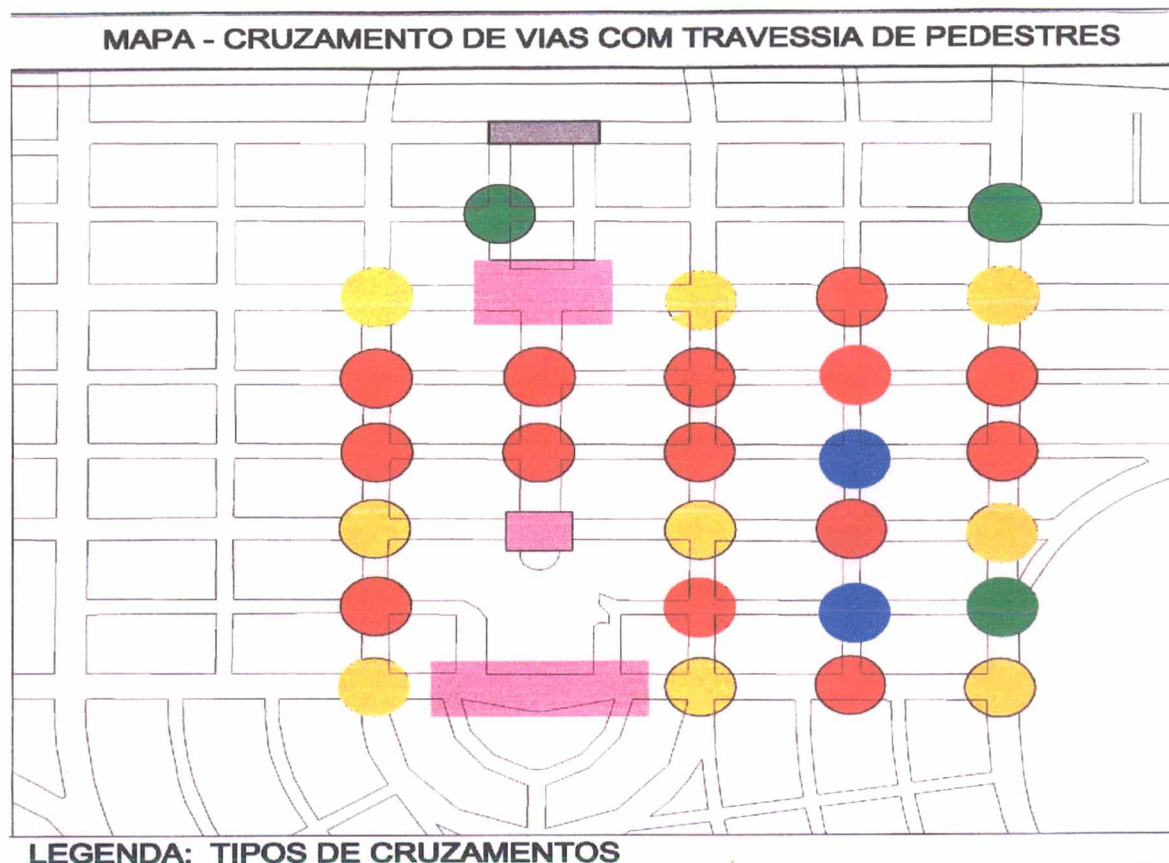 MAPA - CRUZAMENTO DE VIAS COM TRAVESSIA DE PEDESTRES
LEGENDA: TIPOS DE CRUZAMENTOS